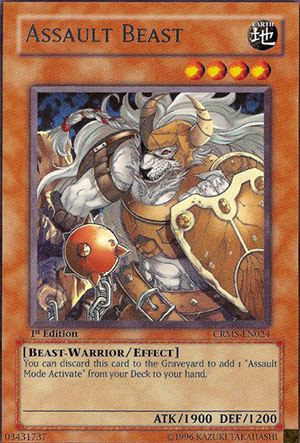 ASSAULT BEAST
EARTH
地
1st Edition
CRMS-EN024
[BEAST-WARRIOR/EFFECT]
You can discard this card to the Graveyard to add 1 "Assault
Mode Activate" from your Deck to your hand.
ATK/1900 DEF/1200
03431737
©1996 KAZUKI TAKAHASHI